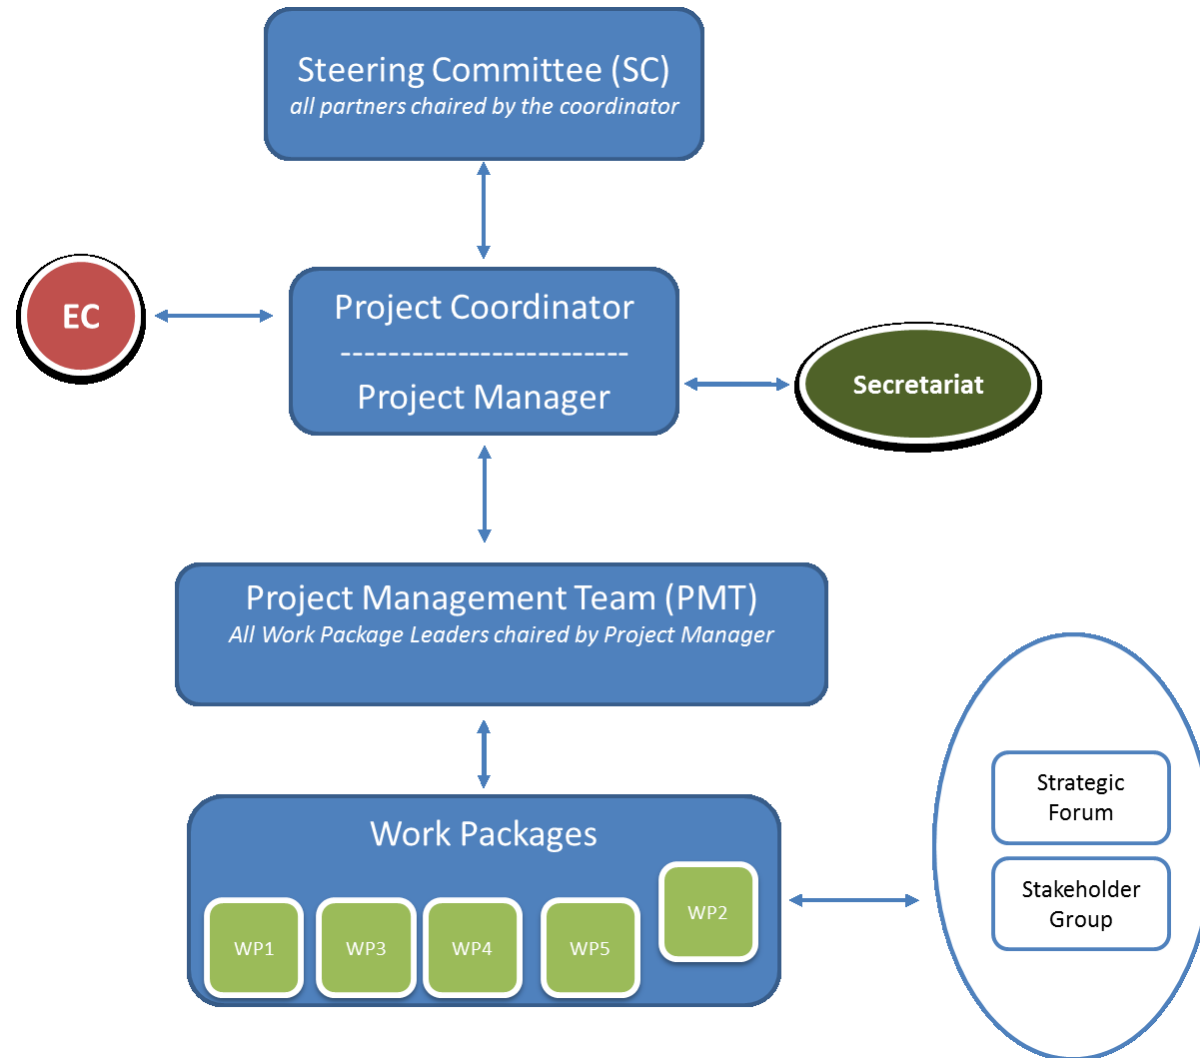 Steering Committee (SC)
all partners chaired by the coordinator
EC
Project Coordinator
------------------------
Project Manager
Secretariat
Project Management Team (PMT)
All Work Package Leaders chaired by Project Manager
Work Packages
WP1
WP3
WP4
WP5
WP2
Strategic
Forum
Stakeholder
Group